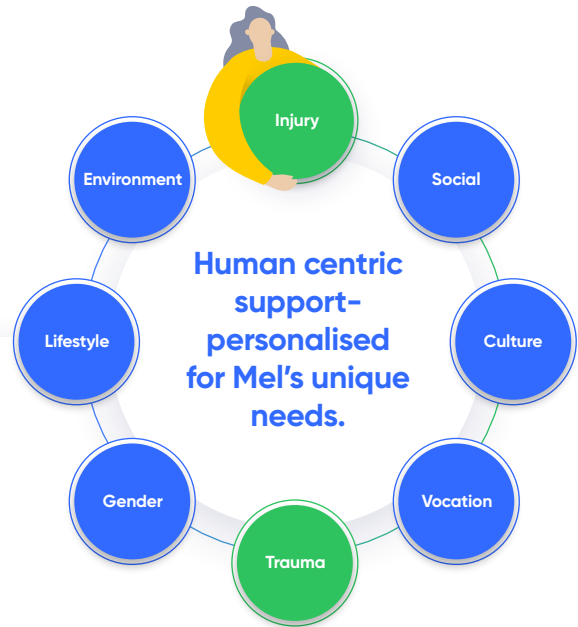 Injury
Environment
Social
Human centric
support-
personalised
for Mel's unique
needs.
Lifestyle
Culture
Gender
Vocation
Trauma